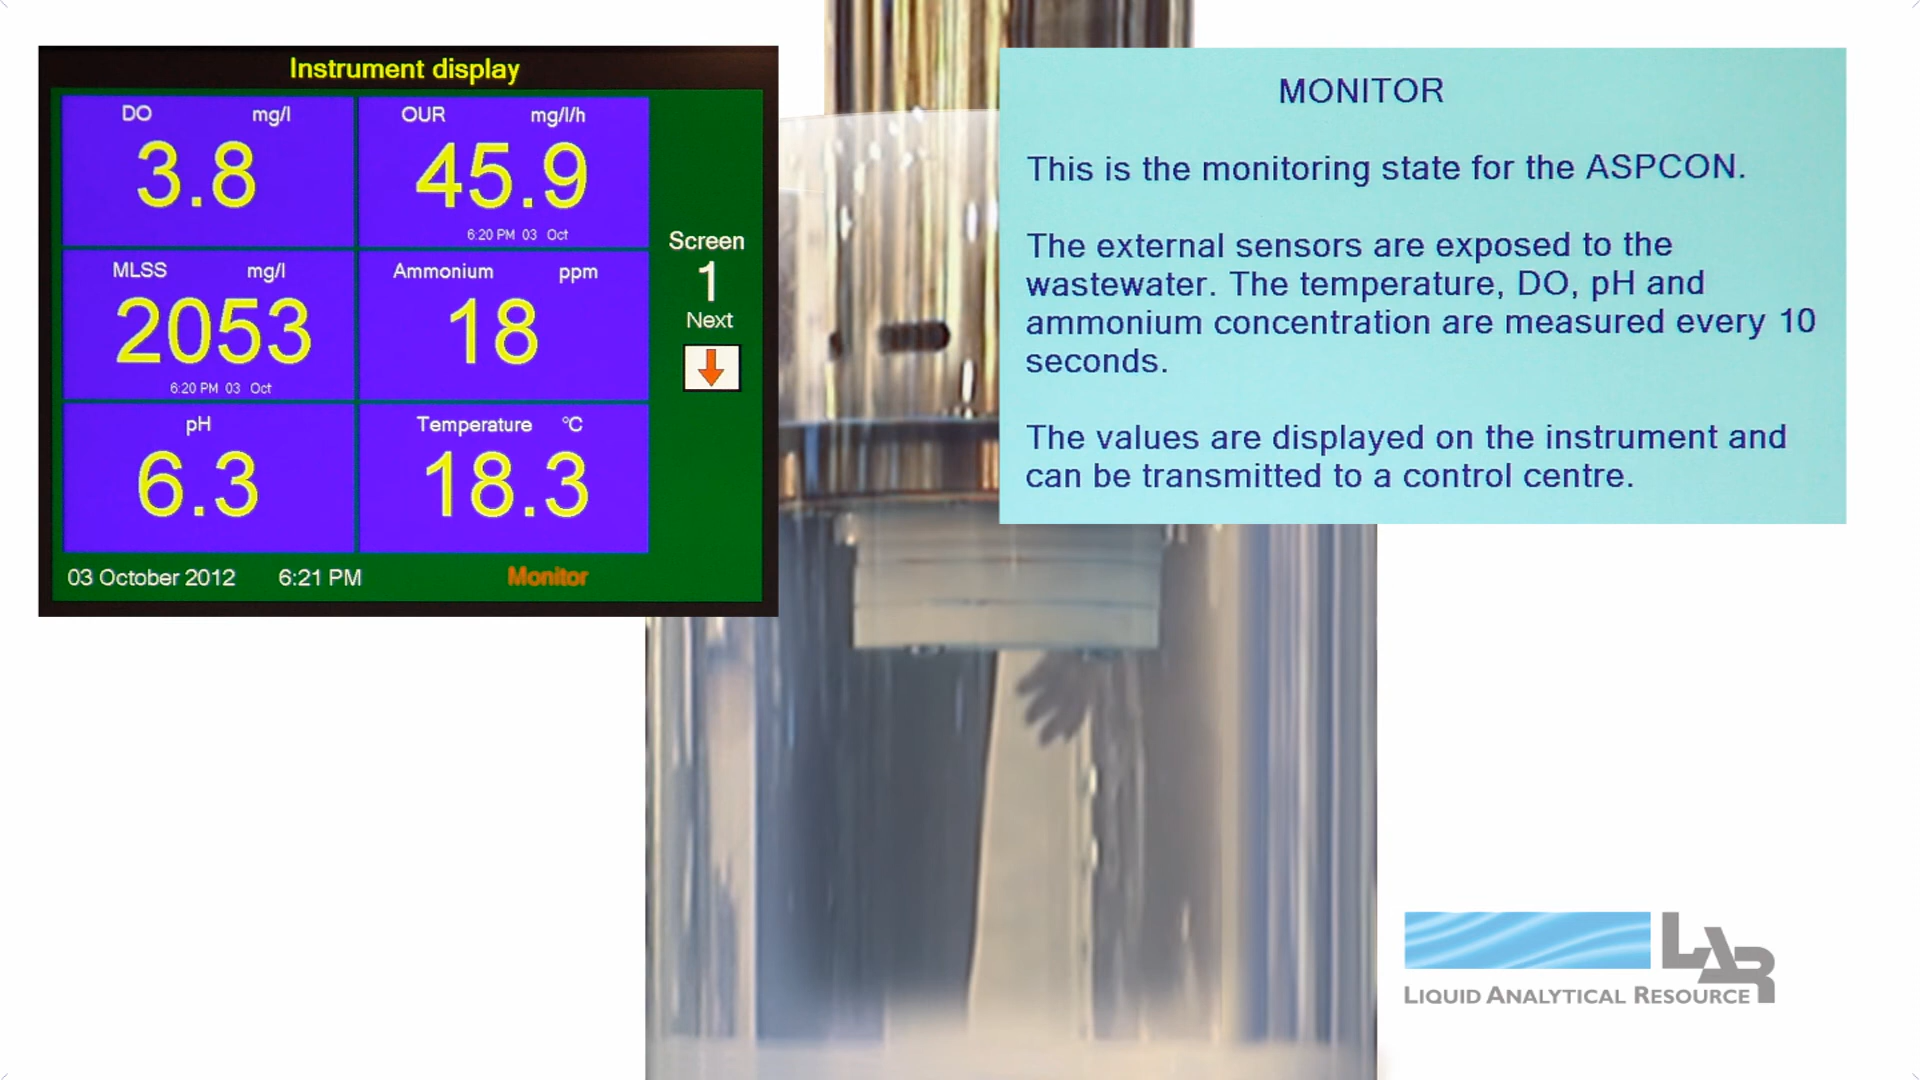 Instrument display
DO mg/l
3.8
OUR mg/l/h
45.9
6:20 PM 03 Oct
MLSS mg/l
2053
6:20 PM 03 Oct
Ammonium ppm
18
pH
6.3
Temperature °C
18.3
Screen
1
Next
03 October 2012 6:21 PM Monitor
MONITOR
This is the monitoring state for the ASPCON.
The external sensors are exposed to the
wastewater. The temperature, DO, pH and
ammonium concentration are measured every 10
seconds.
The values are displayed on the instrument and
can be transmitted to a control centre.
LAR
LIQUID ANALYTICAL RESOURCE